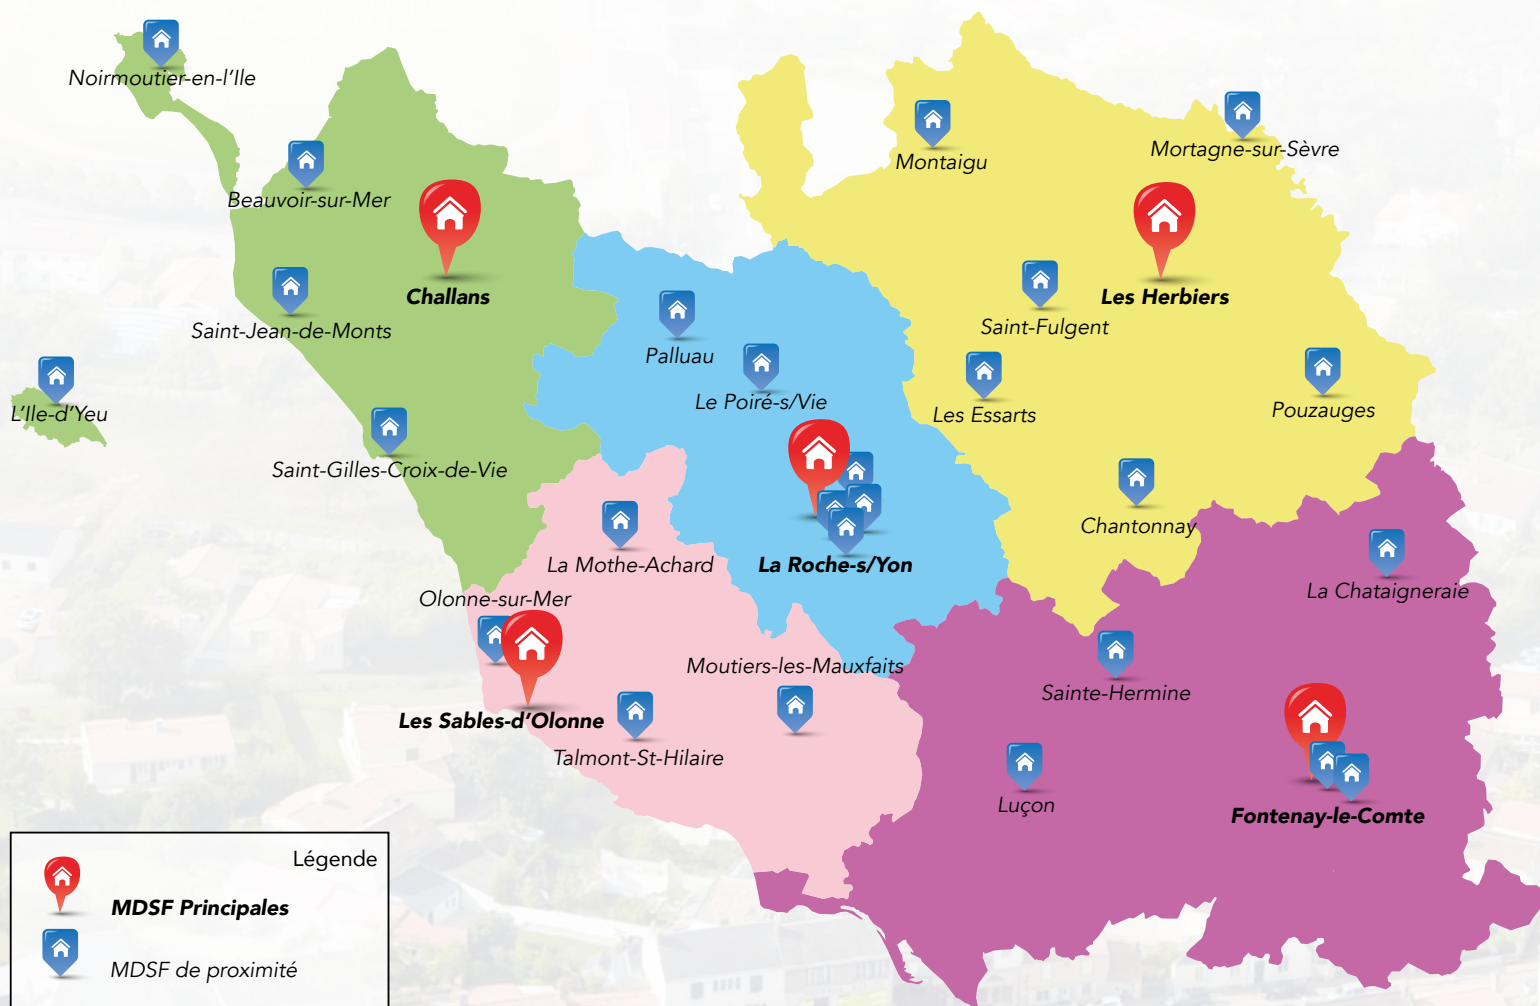 Noirmoutier-en-l'Ile
Montaigu
Mortagne-sur-Sèvre
Beauvoir-sur-Mer
Challans
Les Herbiers
Saint-Jean-de-Monts
Saint-Fulgent
Palluau
Le Poiré-s/Vie
L'Ile-d'Yeu
Les Essarts
Pouzauges
Saint-Gilles-Croix-de-Vie
Chantonnay
La Mothe-Achard
La Roche-s/Yon
La Chataigneraie
Olonne-sur-Mer
Moutiers-les-Mauxfaits
Sainte-Hermine
Les Sables-d'Olonne
Talmont-St-Hilaire
Luçon
Fontenay-le-Comte
Légende
MDSF Principales
MDSF de proximité